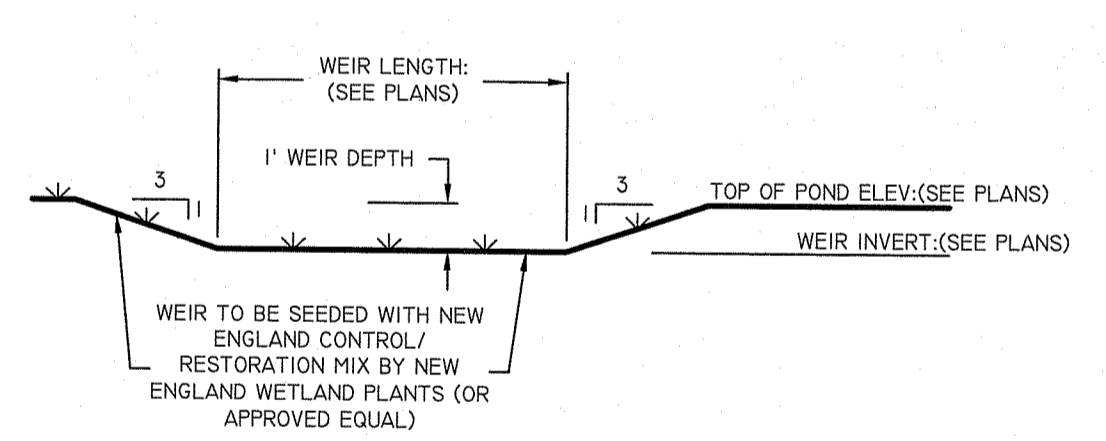 WEIR LENGTH:
(SEE PLANS)
1' WEIR DEPTH
3
1
3
1
TOP OF POND ELEV:(SEE PLANS)
WEIR INVERT:(SEE PLANS)
WEIR TO BE SEEDED WITH NEW
ENGLAND CONTROL/
RESTORATION MIX BY NEW
ENGLAND WETLAND PLANTS (OR
APPROVED EQUAL)